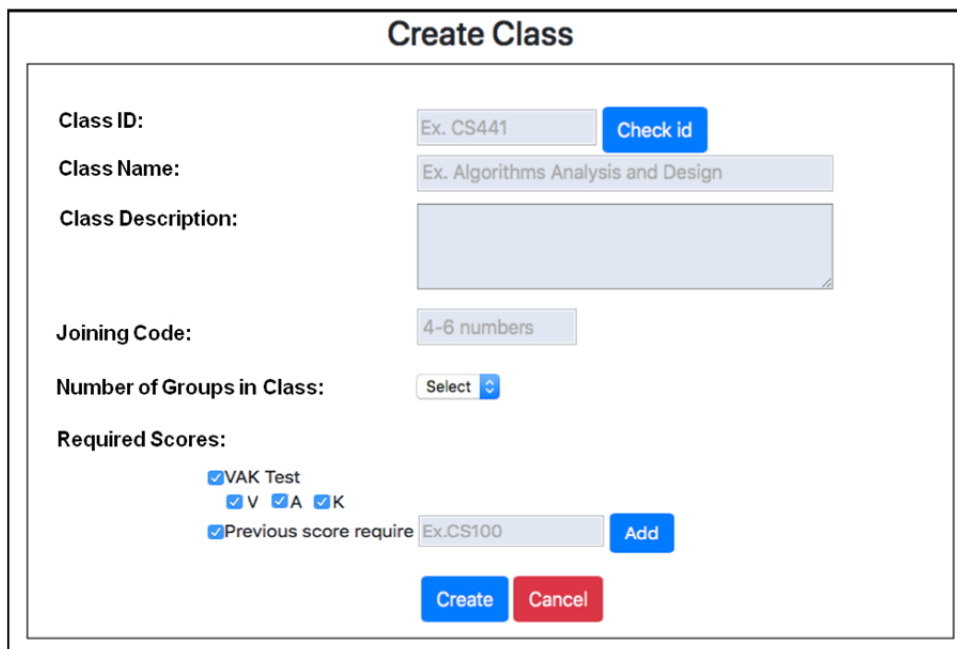 Create Class
Class ID: Ex. CS441 Check id
Class Name: Ex. Algorithms Analysis and Design
Class Description:
Joining Code: 4-6 numbers
Number of Groups in Class: Select
Required Scores:
VAK Test
V A K
Previous score require Ex.CS100 Add
Create Cancel